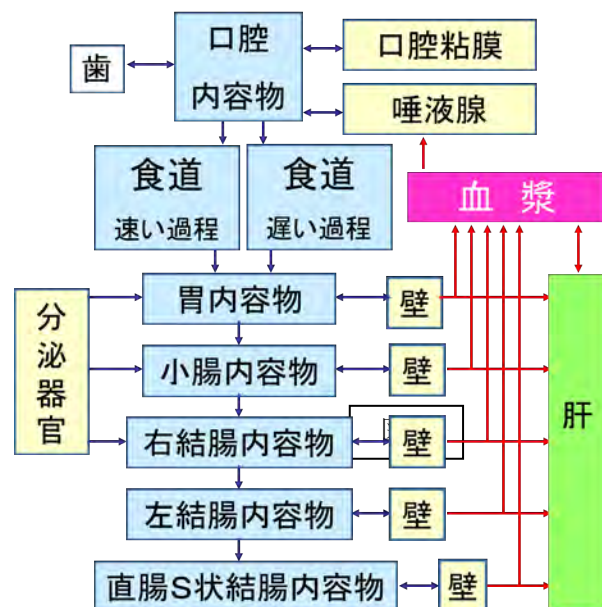 口腔
内容物
歯
口腔粘膜
唾液腺
食道
速い過程
食道
遅い過程
血漿
胃内容物
壁
分泌器官
小腸内容物
壁
肝
右結腸内容物
壁
左結腸内容物
壁
直腸S状結腸内容物
壁